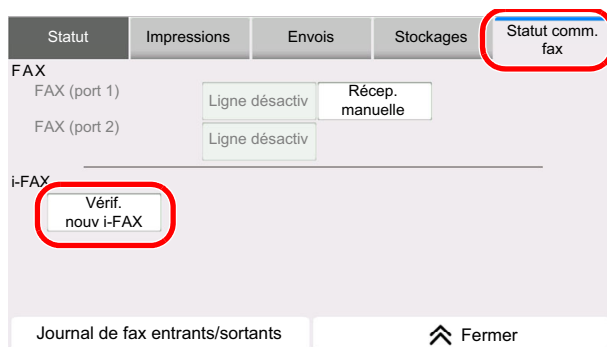 Statut
Impressions
Envois
Stockages
Statut comm.
fax
FAX
FAX (port 1)
Ligne désactiv
Récep.
manuelle
FAX (port 2)
Ligne désactiv
i-FAX
Vérif.
nouv i-FAX
Journal de fax entrants/sortants
Fermer